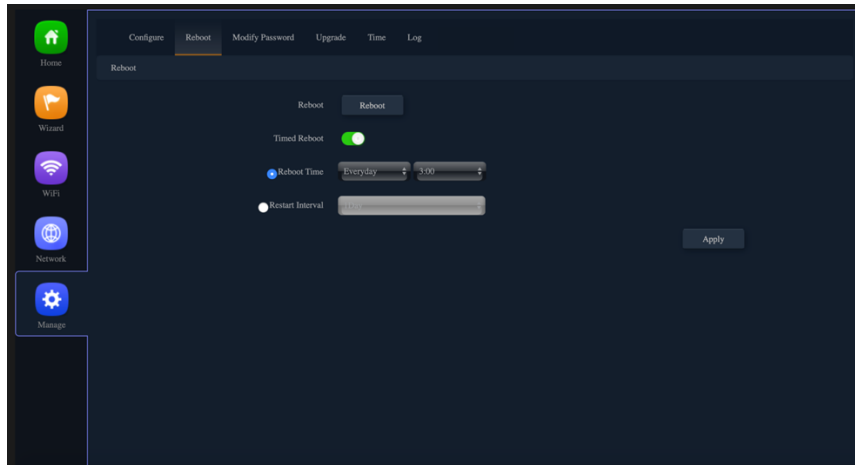 Home
Wizard
WiFi
Network
Manage
Configure Reboot Modify Password Upgrade Time Log
Reboot
Reboot Reboot
Timed Reboot
Reboot Time Everyday 3:00
Restart Interval
Apply